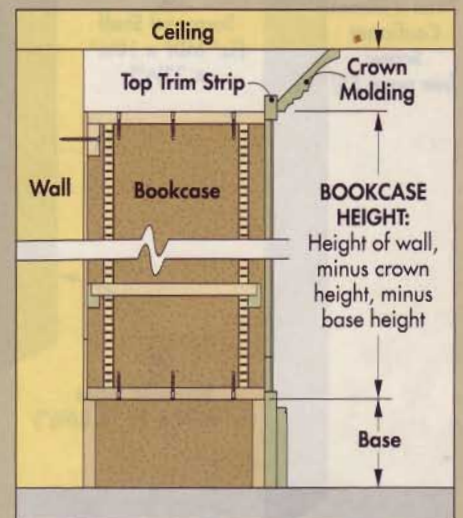 Ceiling
Top Trim Strip
Crown
Molding
Wall
Bookcase
BOOKCASE
HEIGHT:
Height of wall,
minus crown
height, minus
base height
Base